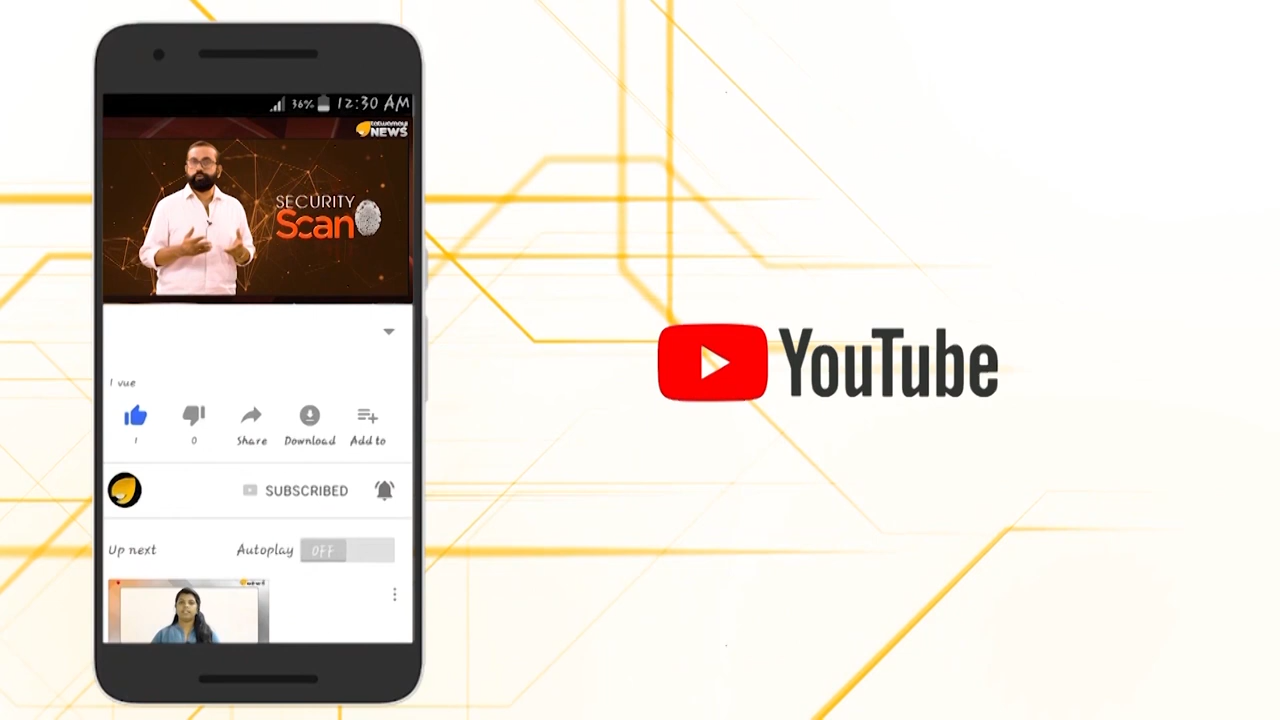 36% 12:30 AM
tatwamayi
NEWS
SECURITY
Scan
1 vue
1 0 Share Download Add to
SUBSCRIBED
Up next Autoplay OFF
YouTube